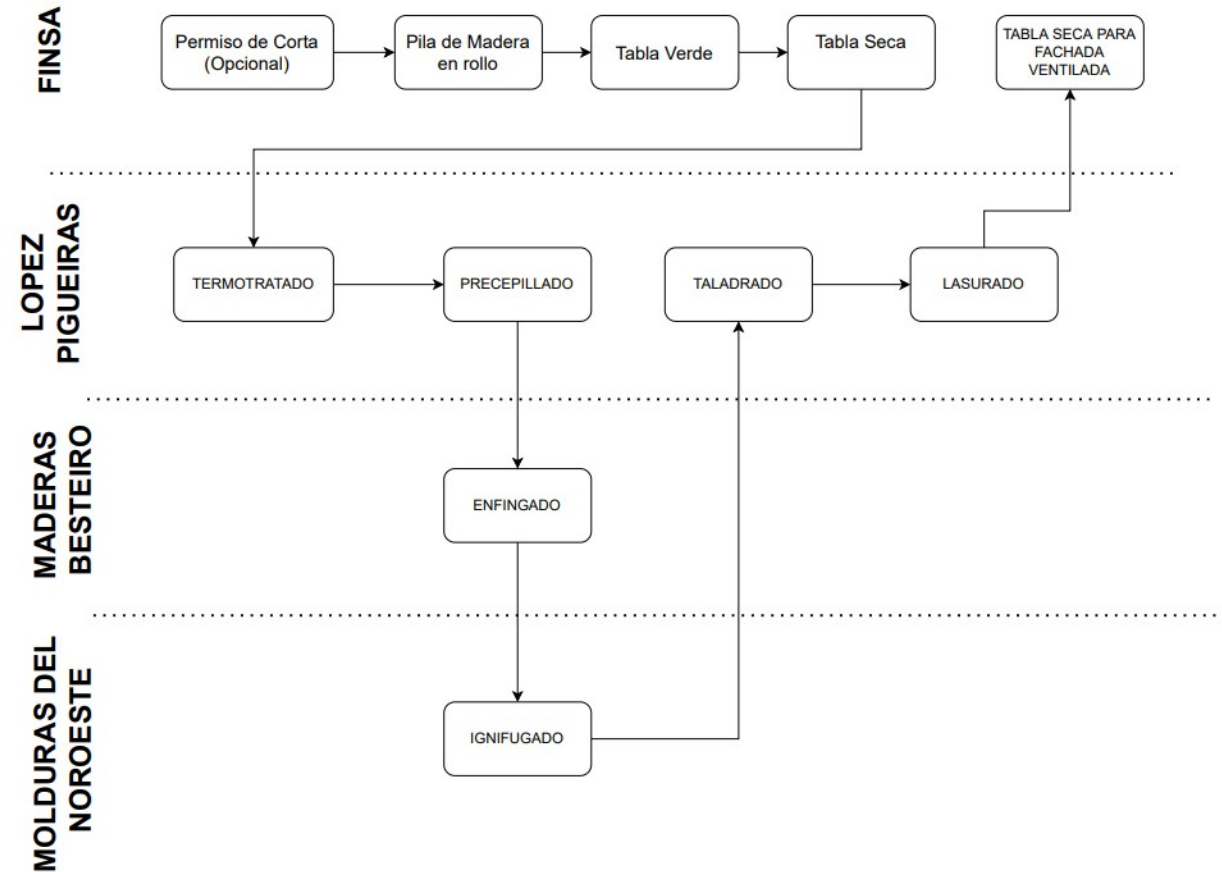 FINSA
Permiso de Corta
(Opcional)
Pila de Madera
en rollo
Tabla Verde
Tabla Seca
TABLA SECA PARA
FACHADA
VENTILADA
LOPEZ
PIGUEIRAS
TERMOTRATADO
PRECEPILLADO
TALADRADO
LASURADO
MADERAS
BESTEIRO
ENFINGADO
MOLDURAS DEL
NOROESTE
IGNIFUGADO